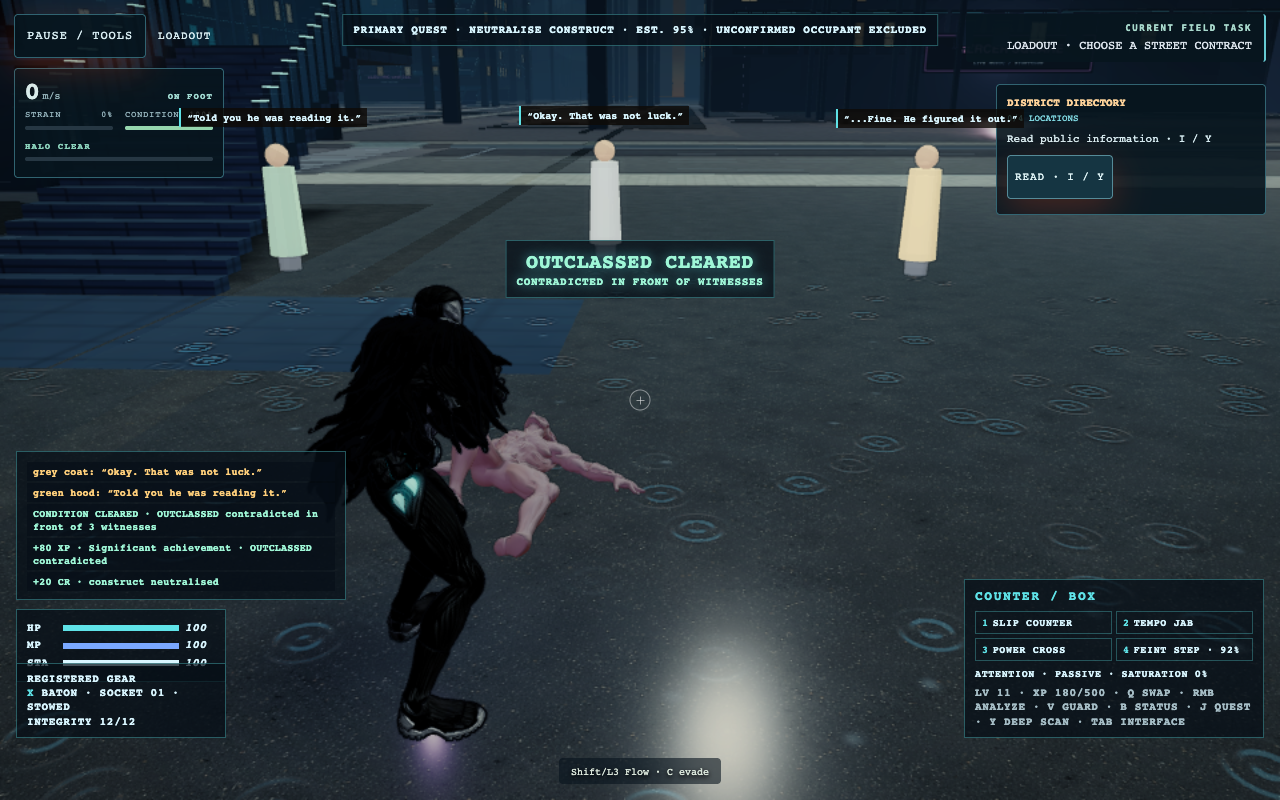 PAUSE / TOOLS
LOADOUT
PRIMARY QUEST · NEUTRALISE CONSTRUCT · EST. 95% · UNCONFIRMED OCCUPANT EXCLUDED
CURRENT FIELD TASK
LOADOUT · CHOOSE A STREET CONTRACT
0 m/s
ON FOOT
STRAIN 0% CONDITION
HALO CLEAR
“Told you he was reading it.”
“Okay. That was not luck.”
“...Fine. He figured it out.”
DISTRICT DIRECTORY
LOCATIONS
Read public information · I / Y
READ · I / Y
OUTCLASSED CLEARED
CONTRADICTED IN FRONT OF WITNESSES
grey coat: “Okay. That was not luck.”
green hood: “Told you he was reading it.”
CONDITION CLEARED · OUTCLASSED contradicted in
front of 3 witnesses
+80 XP · Significant achievement · OUTCLASSED
contradicted
+20 CR · construct neutralised
HP 100
MP 100
STA 100
REGISTERED GEAR
X BATON · SOCKET 01 ·
STOWED
INTEGRITY 12/12
COUNTER / BOX
1 SLIP COUNTER
2 TEMPO JAB
3 POWER CROSS
4 FEINT STEP · 92%
ATTENTION · PASSIVE · SATURATION 0%
LV 11 · XP 180/500 · Q SWAP · RMB
ANALYZE · V GUARD · B STATUS · J QUEST
· Y DEEP SCAN · TAB INTERFACE
Shift/L3 Flow · C evade